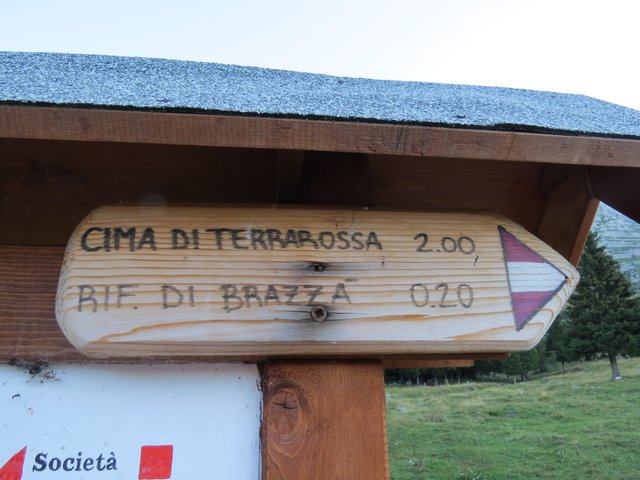 CIMA DI TERRAROSSA 2.00
RIF. DI BRAZZÀ 0.20
Società